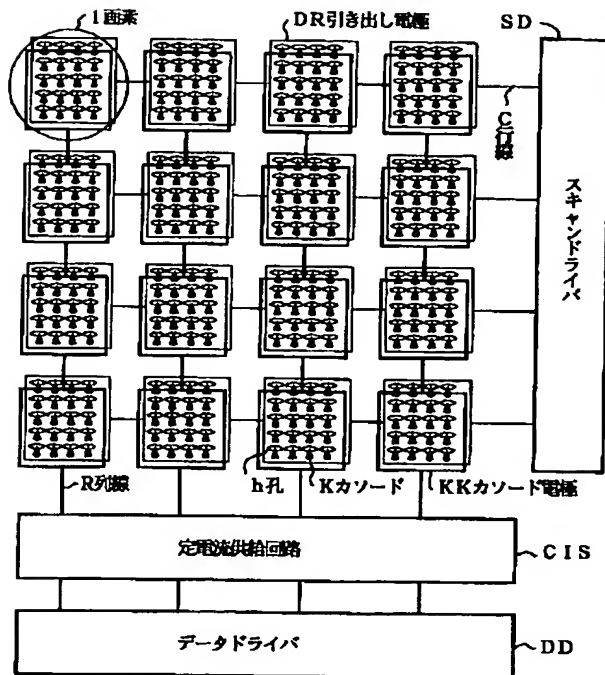 1画素
DR引き出し電極
SD
C行線
スキャンドライバ
R列線
h孔
Kカソード
KKカソード電極
定電流供給回路
CIS
データドライバ
DD